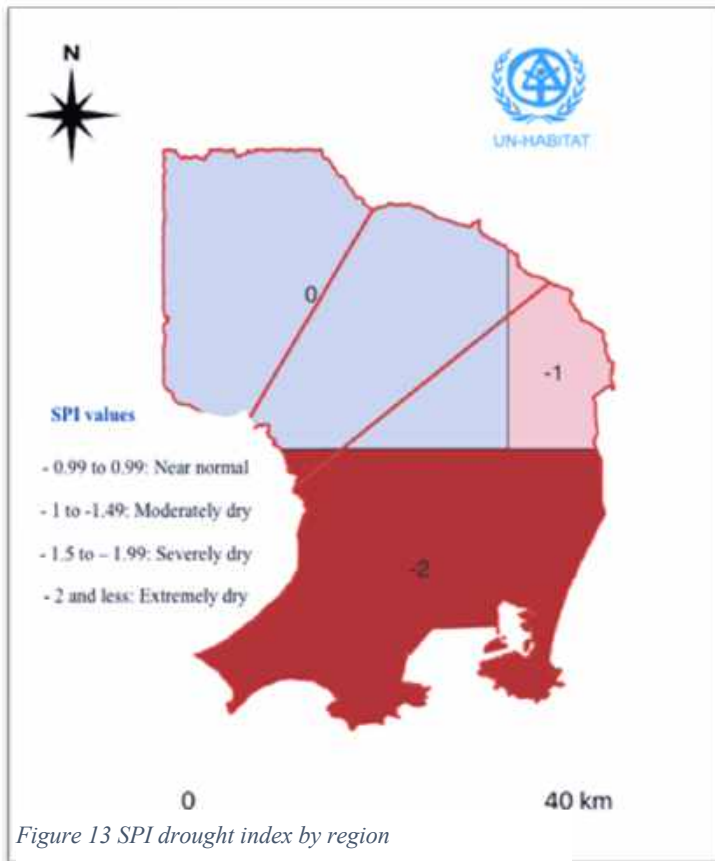 N
UN-HABITAT
0
-1
SPI values
- 0.99 to 0.99: Near normal
- 1 to -1.49: Moderately dry
- 1.5 to – 1.99: Severely dry
- 2 and less: Extremely dry
-2
0 40 km
Figure 13 SPI drought index by region